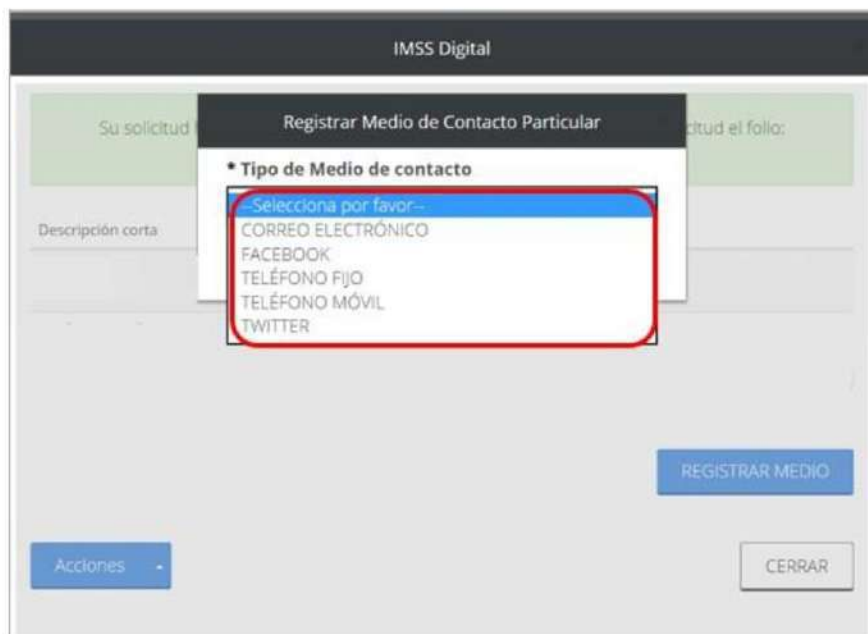 IMSS Digital
Su solicitud
citud el folio:
Registrar Medio de Contacto Particular
* Tipo de Medio de contacto
--Selecciona por favor--
CORREO ELECTRÓNICO
FACEBOOK
TELÉFONO FIJO
TELÉFONO MÓVIL
TWITTER
Descripción corta
REGISTRAR MEDIO
Acciones
CERRAR